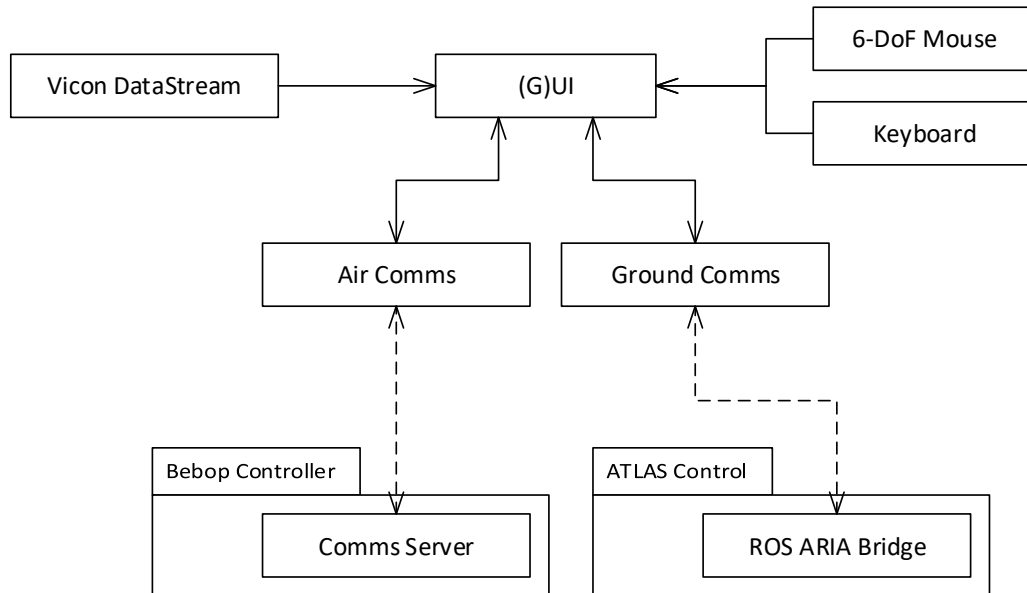 6-DoF Mouse
Vicon DataStream
(G)UI
Keyboard
Air Comms
Ground Comms
Bebop Controller
ATLAS Control
Comms Server
ROS ARIA Bridge